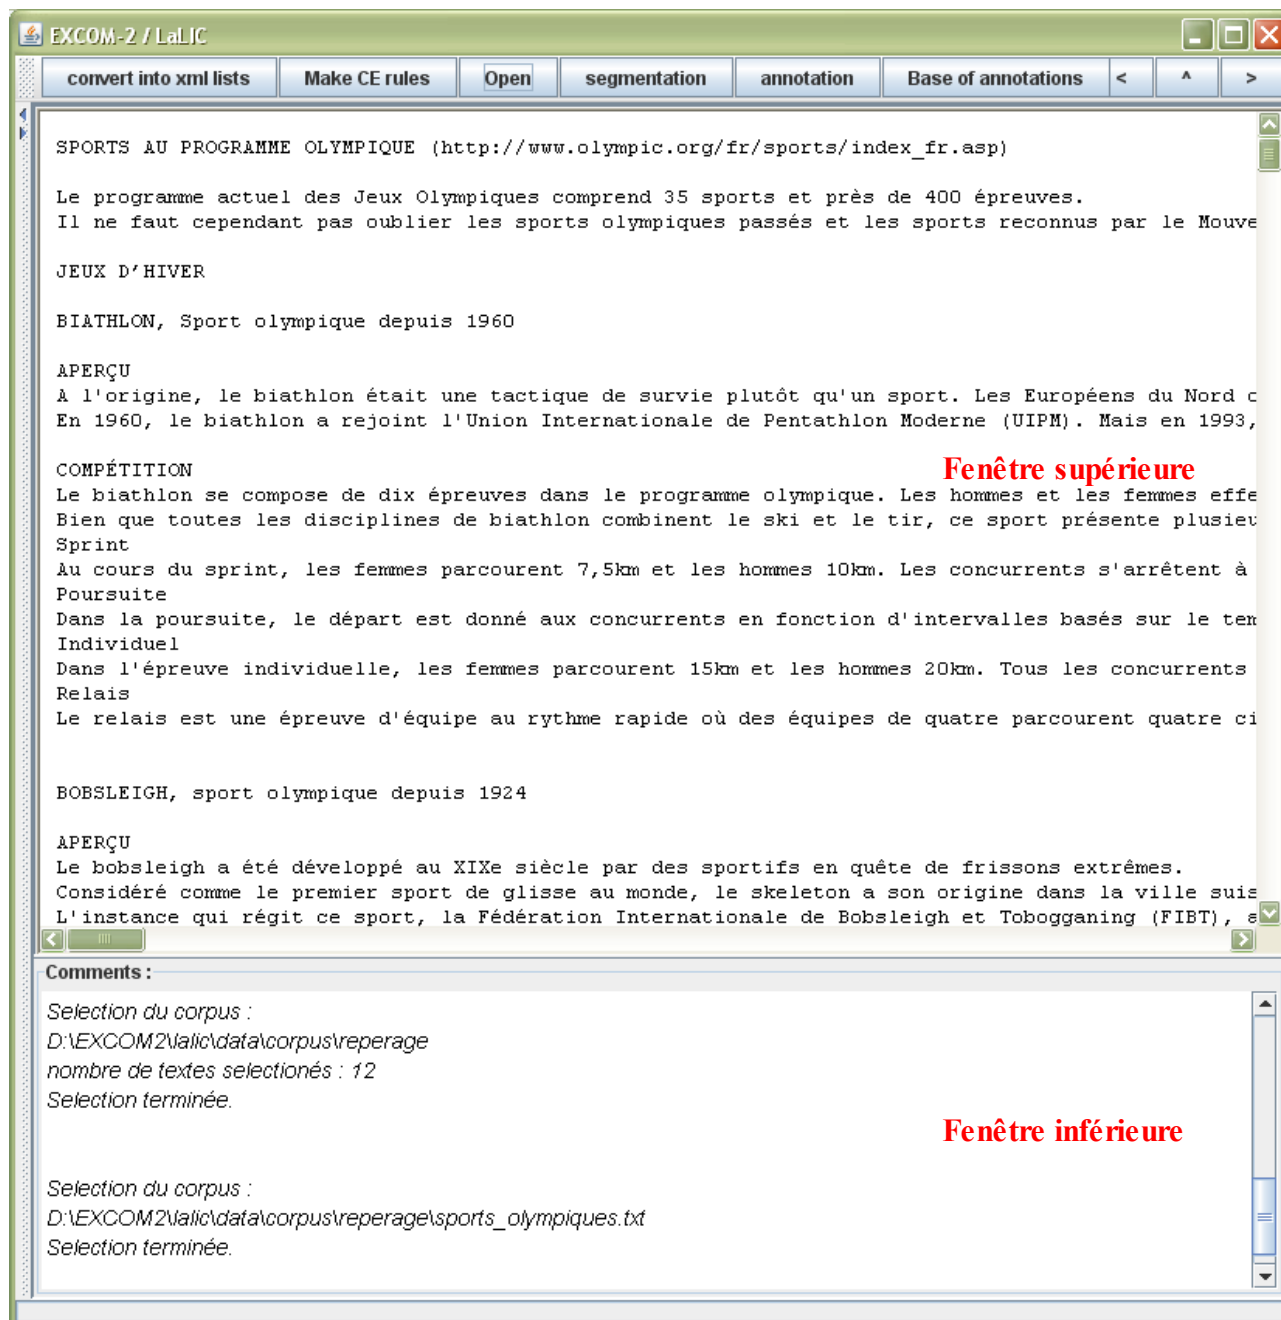 EXCOM-2 / LaLIC
convert into xml lists Make CE rules Open segmentation annotation Base of annotations < ^ >
SPORTS AU PROGRAMME OLYMPIQUE (http://www.olympic.org/fr/sports/index_fr.asp)
Le programme actuel des Jeux Olympiques comprend 35 sports et près de 400 épreuves.
Il ne faut cependant pas oublier les sports olympiques passés et les sports reconnus par le Mouve
JEUX D'HIVER
BIATHLON, Sport olympique depuis 1960
APERÇU
A l'origine, le biathlon était une tactique de survie plutôt qu'un sport. Les Européens du Nord c
En 1960, le biathlon a rejoint l'Union Internationale de Pentathlon Moderne (UIPM). Mais en 1993,
COMPÉTITION
Fenêtre supérieure
Le biathlon se compose de dix épreuves dans le programme olympique. Les hommes et les femmes effe
Bien que toutes les disciplines de biathlon combinent le ski et le tir, ce sport présente plusieu
Sprint
Au cours du sprint, les femmes parcourent 7,5km et les hommes 10km. Les concurrents s'arrêtent à
Poursuite
Dans la poursuite, le départ est donné aux concurrents en fonction d'intervalles basés sur le tem
Individuel
Dans l'épreuve individuelle, les femmes parcourent 15km et les hommes 20km. Tous les concurrents
Relais
Le relais est une épreuve d'équipe au rythme rapide où des équipes de quatre parcourent quatre ci
BOBSLEIGH, sport olympique depuis 1924
APERÇU
Le bobsleigh a été développé au XIXe siècle par des sportifs en quête de frissons extrêmes.
Considéré comme le premier sport de glisse au monde, le skeleton a son origine dans la ville suis
L'instance qui régit ce sport, la Fédération Internationale de Bobsleigh et Tobogganing (FIBT), a
Comments :
Selection du corpus :
D:\EXCOM2\lalic\data\corpus\reperage
nombre de textes selectionés : 12
Selection terminée.
Fenêtre inférieure
Selection du corpus :
D:\EXCOM2\lalic\data\corpus\reperage\sports_olympiques.txt
Selection terminée.